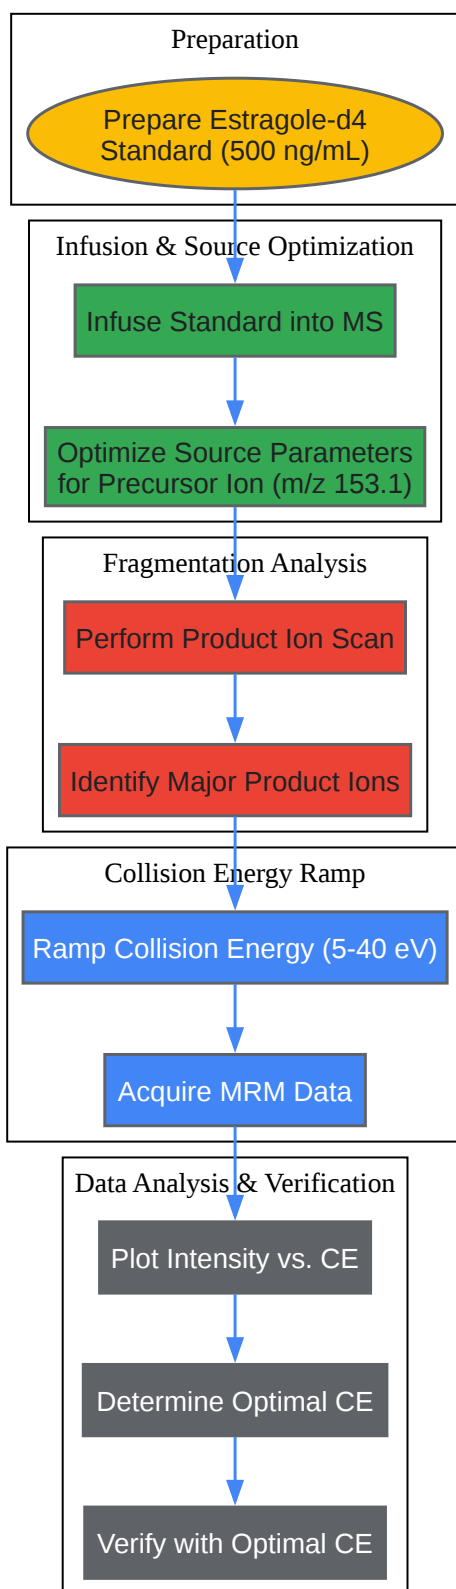 Preparation
Prepare Estragole-d4
Standard (500 ng/mL)
Infusion & Source Optimization
Infuse Standard into MS
Optimize Source Parameters
for Precursor Ion (m/z 153.1)
Fragmentation Analysis
Perform Product Ion Scan
Identify Major Product Ions
Collision Energy Ramp
Ramp Collision Energy (5-40 eV)
Acquire MRM Data
Data Analysis & Verification
Plot Intensity vs. CE
Determine Optimal CE
Verify with Optimal CE